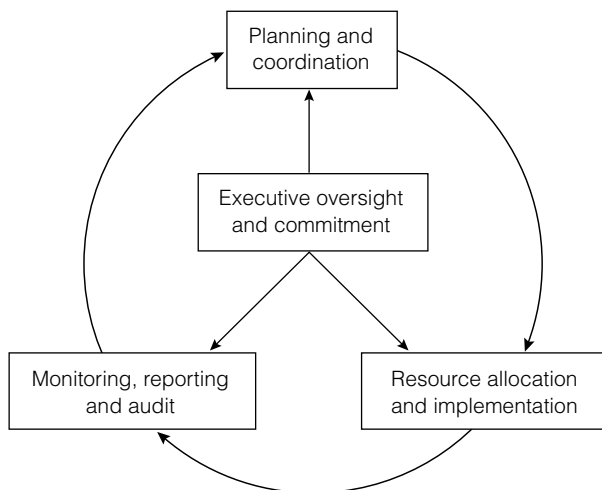 Planning and
coordination
Executive oversight
and commitment
Monitoring, reporting
and audit
Resource allocation
and implementation